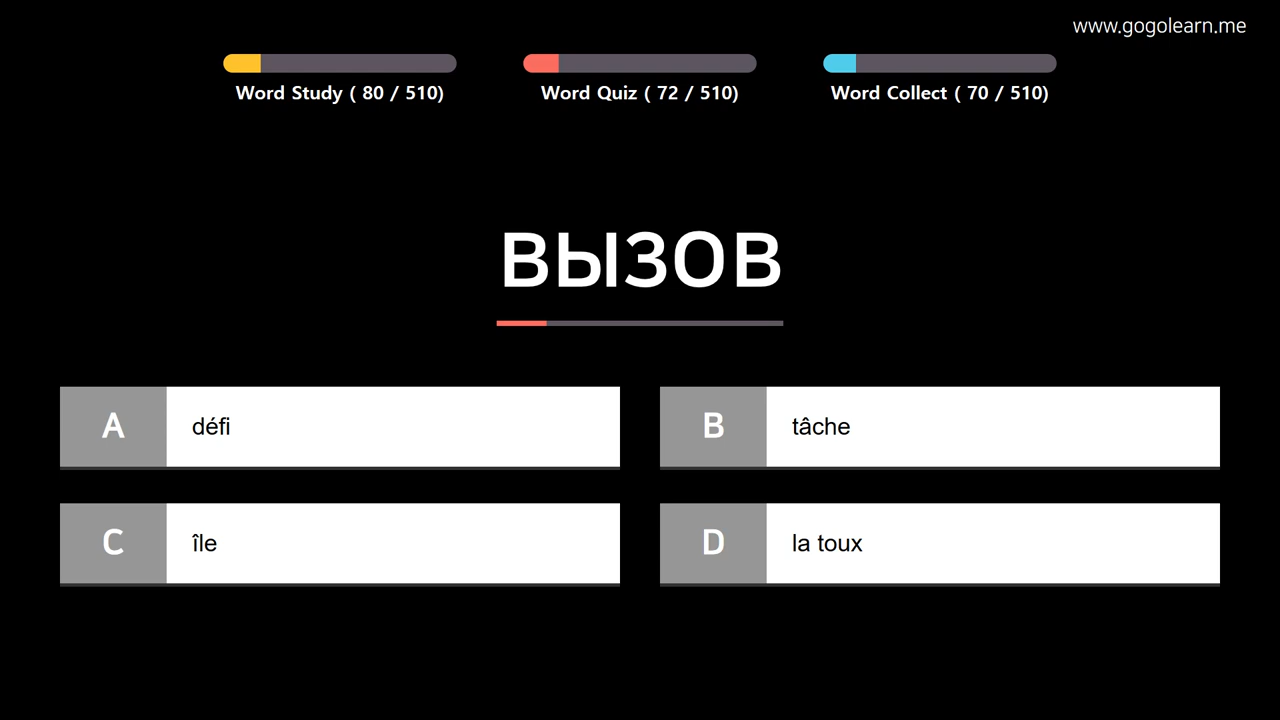 www.gogolearn.me
Word Study ( 80 / 510)
Word Quiz ( 72 / 510)
Word Collect ( 70 / 510)
вызов
A défi
B tâche
C île
D la toux